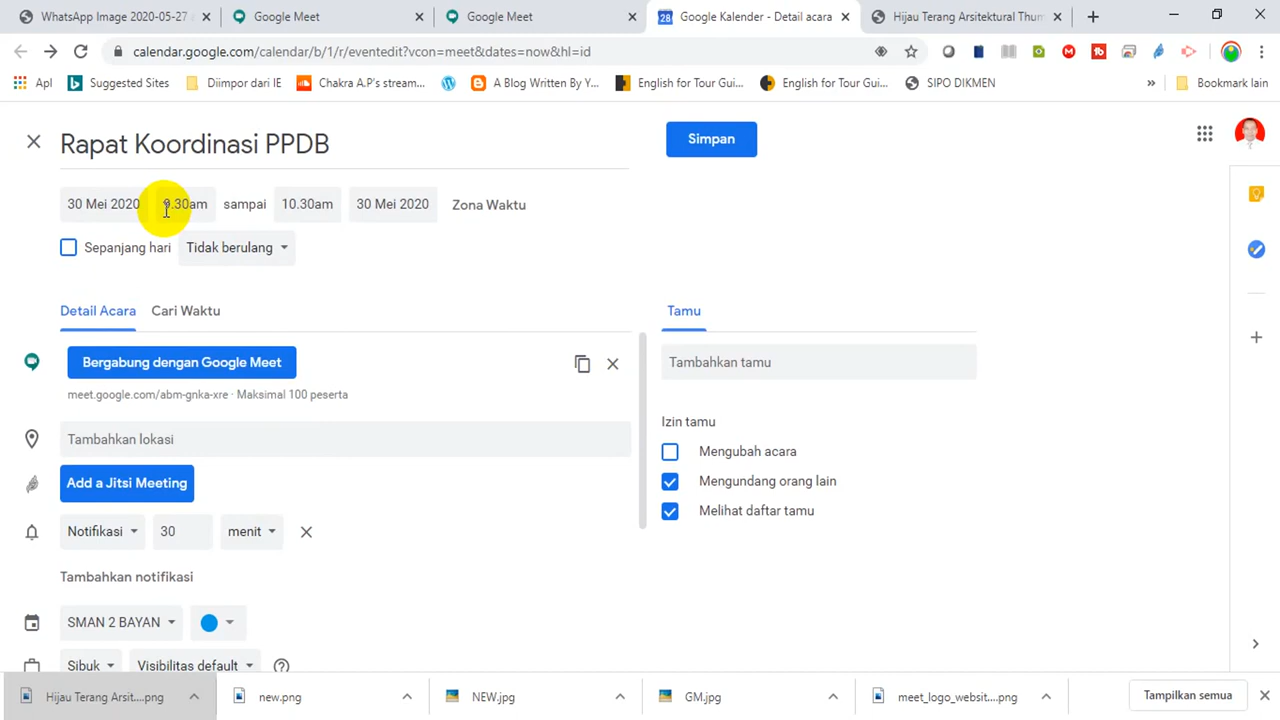 WhatsApp Image 2020-05-27
Google Meet
Google Meet
28
Google Kalender - Detail acara
Hijau Terang Arsitektural Thum
calendar.google.com/calendar/b/1/r/eventedit?vcon=meet&dates=now&hl=id
Apl
Suggested Sites
Diimpor dari IE
Chakra A.P's stream...
A Blog Written By Y...
English for Tour Gui...
English for Tour Gui...
SIPO DIKMEN
»
Bookmark lain
Rapat Koordinasi PPDB
Simpan
30 Mei 2020 9.30am sampai 10.30am 30 Mei 2020 Zona Waktu
Sepanjang hari Tidak berulang
Detail Acara Cari Waktu
Tamu
Bergabung dengan Google Meet
Tambahkan tamu
meet.google.com/abm-gnka-xre · Maksimal 100 peserta
Izin tamu
Tambahkan lokasi
Mengubah acara
Add a Jitsi Meeting
Mengundang orang lain
Melihat daftar tamu
Notifikasi 30 menit
Tambahkan notifikasi
SMAN 2 BAYAN
Sibuk Visibilitas default
Hijau Terang Arsit....png
new.png
NEW.jpg
GM.jpg
meet_logo_websit....png
Tampilkan semua